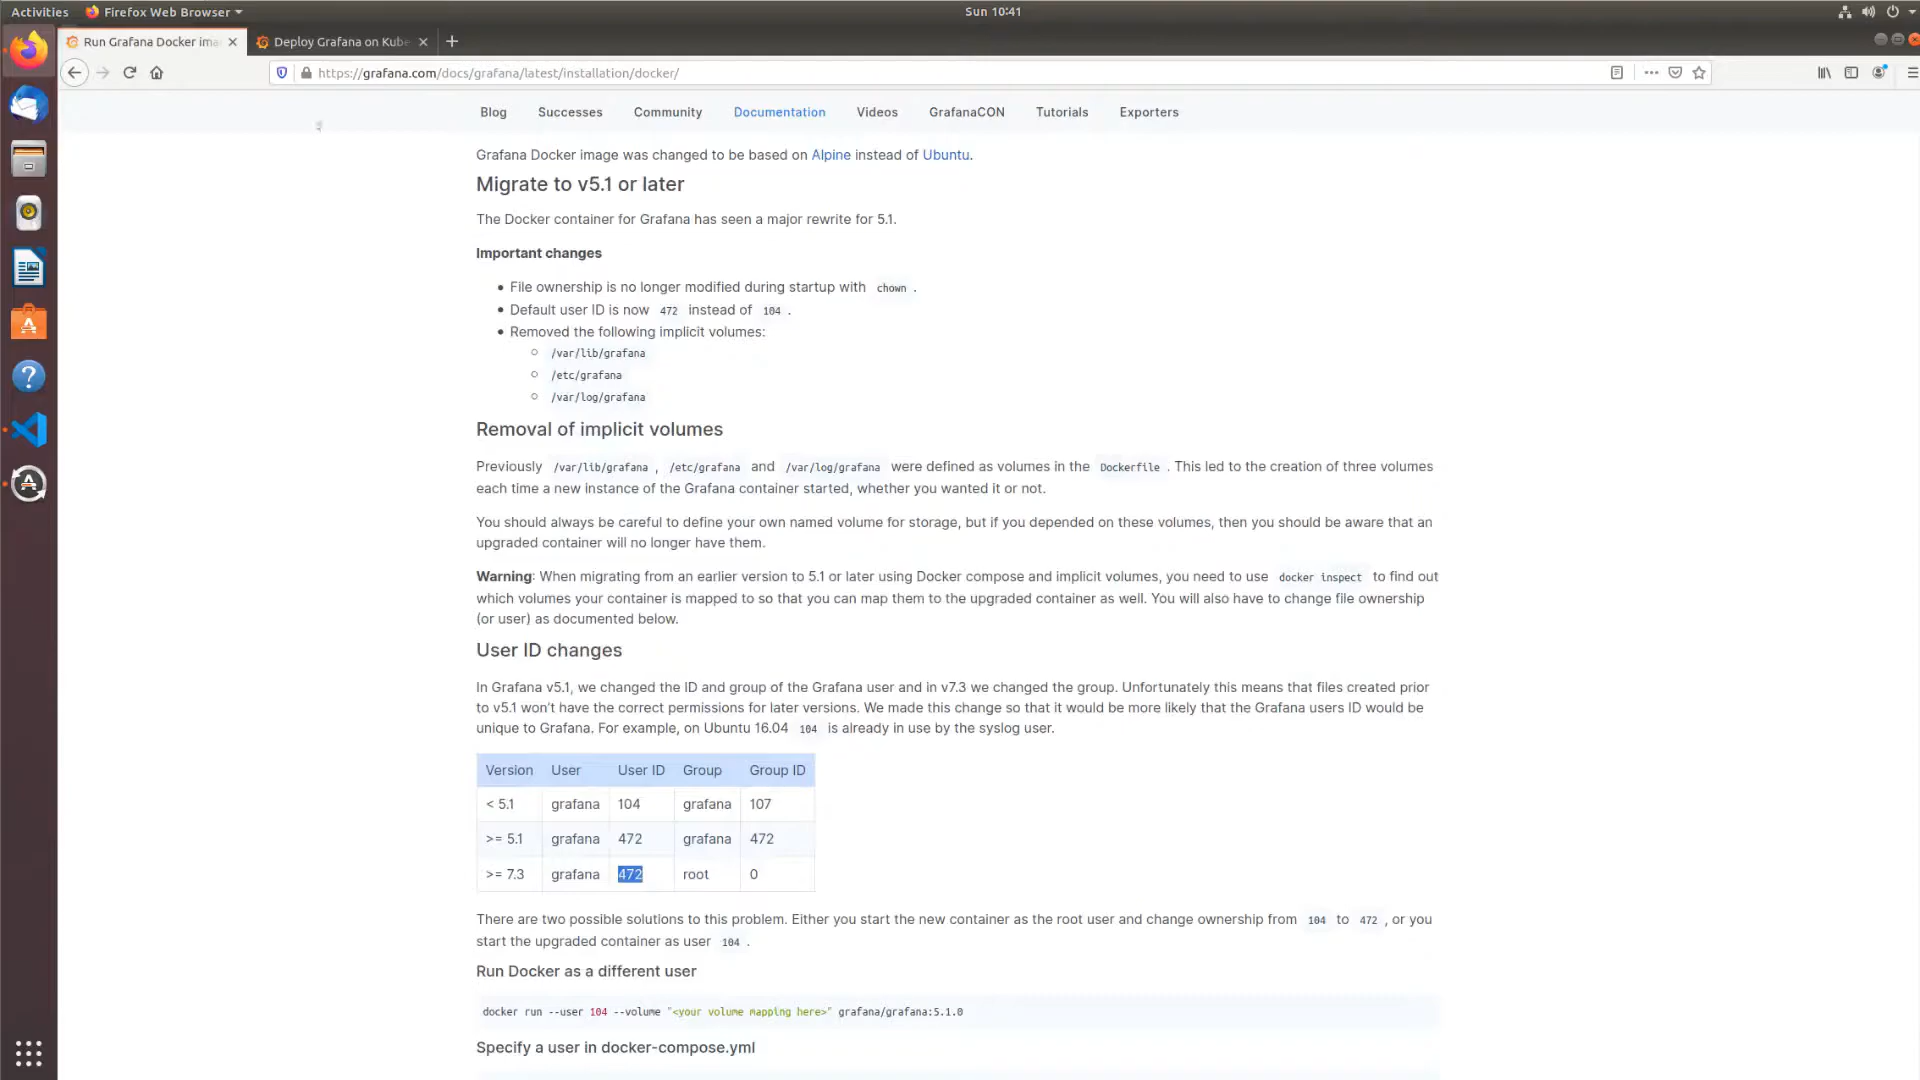 Activities Firefox Web Browser Sun 10:41
Run Grafana Docker ima Deploy Grafana on Kube
https://grafana.com/docs/grafana/latest/installation/docker/
Blog Successes Community Documentation Videos GrafanaCON Tutorials Exporters
Grafana Docker image was changed to be based on Alpine instead of Ubuntu.
Migrate to v5.1 or later
The Docker container for Grafana has seen a major rewrite for 5.1.
Important changes
File ownership is no longer modified during startup with chown .
Default user ID is now 472 instead of 104 .
Removed the following implicit volumes:
/var/lib/grafana
/etc/grafana
/var/log/grafana
Removal of implicit volumes
Previously /var/lib/grafana , /etc/grafana and /var/log/grafana were defined as volumes in the Dockerfile . This led to the creation of three volumes
each time a new instance of the Grafana container started, whether you wanted it or not.
You should always be careful to define your own named volume for storage, but if you depended on these volumes, then you should be aware that an
upgraded container will no longer have them.
Warning: When migrating from an earlier version to 5.1 or later using Docker compose and implicit volumes, you need to use docker inspect to find out
which volumes your container is mapped to so that you can map them to the upgraded container as well. You will also have to change file ownership
(or user) as documented below.
User ID changes
In Grafana v5.1, we changed the ID and group of the Grafana user and in v7.3 we changed the group. Unfortunately this means that files created prior
to v5.1 won't have the correct permissions for later versions. We made this change so that it would be more likely that the Grafana users ID would be
unique to Grafana. For example, on Ubuntu 16.04 104 is already in use by the syslog user.
Version User User ID Group Group ID
< 5.1 grafana 104 grafana 107
>= 5.1 grafana 472 grafana 472
>= 7.3 grafana 472 root 0
There are two possible solutions to this problem. Either you start the new container as the root user and change ownership from 104 to 472 , or you
start the upgraded container as user 104 .
Run Docker as a different user
docker run --user 104 --volume "<your volume mapping here>" grafana/grafana:5.1.0
Specify a user in docker-compose.yml